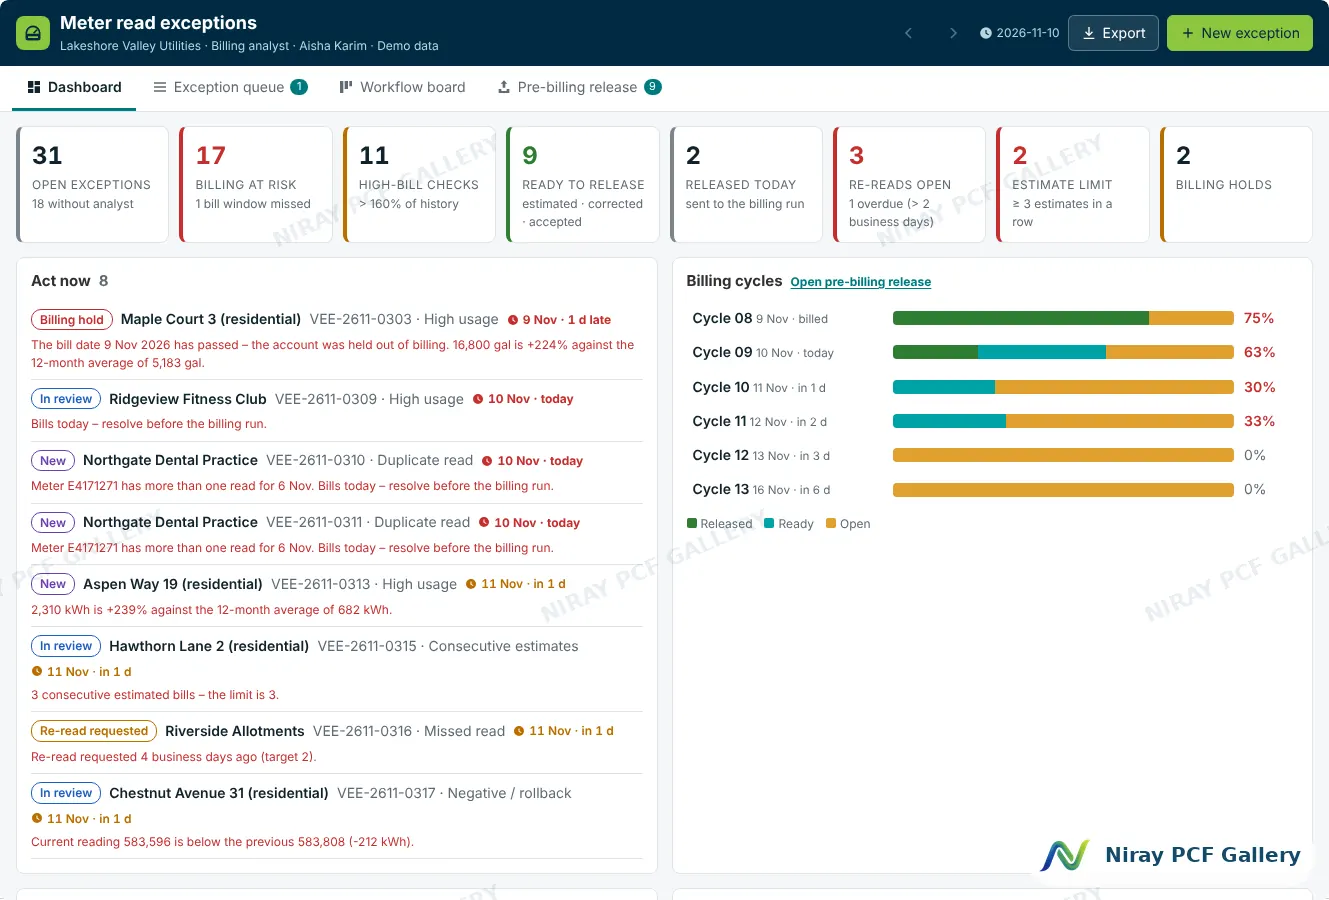 Meter read exceptions
Lakeshore Valley Utilities · Billing analyst · Aisha Karim · Demo data
2026-11-10
Export
+ New exception
Dashboard
Exception queue 1
Workflow board
Pre-billing release 9
31
OPEN EXCEPTIONS
18 without analyst
17
BILLING AT RISK
1 bill window missed
11
HIGH-BILL CHECKS
> 160% of history
9
READY TO RELEASE
estimated · corrected
· accepted
2
RELEASED TODAY
sent to the billing run
3
RE-READS OPEN
1 overdue (> 2
business days)
2
ESTIMATE LIMIT
≥ 3 estimates in a
row
2
BILLING HOLDS
Act now 8
Billing hold Maple Court 3 (residential) VEE-2611-0303 · High usage 9 Nov · 1 d late
The bill date 9 Nov 2026 has passed – the account was held out of billing. 16,800 gal is +224% against the
12-month average of 5,183 gal.
In review Ridgeview Fitness Club VEE-2611-0309 · High usage 10 Nov · today
Bills today – resolve before the billing run.
New Northgate Dental Practice VEE-2611-0310 · Duplicate read 10 Nov · today
Meter E4171271 has more than one read for 6 Nov. Bills today – resolve before the billing run.
New Northgate Dental Practice VEE-2611-0311 · Duplicate read 10 Nov · today
Meter E4171271 has more than one read for 6 Nov. Bills today – resolve before the billing run.
New Aspen Way 19 (residential) VEE-2611-0313 · High usage 11 Nov · in 1 d
2,310 kWh is +239% against the 12-month average of 682 kWh.
In review Hawthorn Lane 2 (residential) VEE-2611-0315 · Consecutive estimates
11 Nov · in 1 d
3 consecutive estimated bills – the limit is 3.
Re-read requested Riverside Allotments VEE-2611-0316 · Missed read 11 Nov · in 1 d
Re-read requested 4 business days ago (target 2).
In review Chestnut Avenue 31 (residential) VEE-2611-0317 · Negative / rollback
11 Nov · in 1 d
Current reading 583,596 is below the previous 583,808 (-212 kWh).
Billing cycles Open pre-billing release
Cycle 08 9 Nov · billed 75%
Cycle 09 10 Nov · today 63%
Cycle 10 11 Nov · in 1 d 30%
Cycle 11 12 Nov · in 2 d 33%
Cycle 12 13 Nov · in 3 d 0%
Cycle 13 16 Nov · in 6 d 0%
Released Ready Open
NIRAY PCF GALLERY
NIRAY PCF GALLERY
NIRAY PCF GALLERY
Niray PCF Gallery